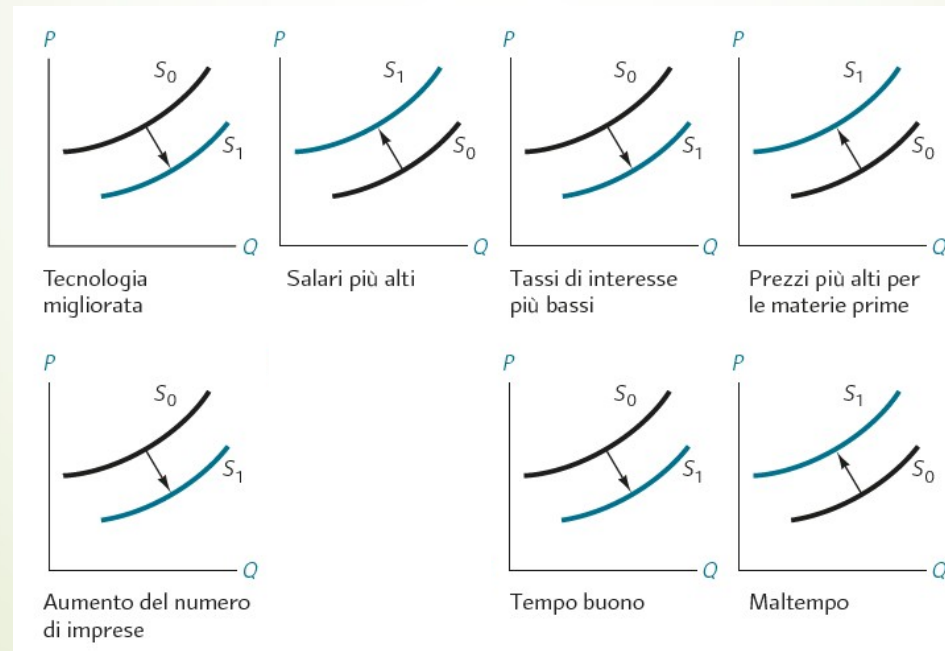 P
S0
S1
Q
Tecnologia
migliorata
P
S1
S0
Q
Salari più alti
P
S0
S1
Q
Tassi di interesse
più bassi
P
S1
S0
Q
Prezzi più alti per
le materie prime
P
S0
S1
Q
Aumento del numero
di imprese
P
S0
S1
Q
Tempo buono
P
S1
S0
Q
Maltempo